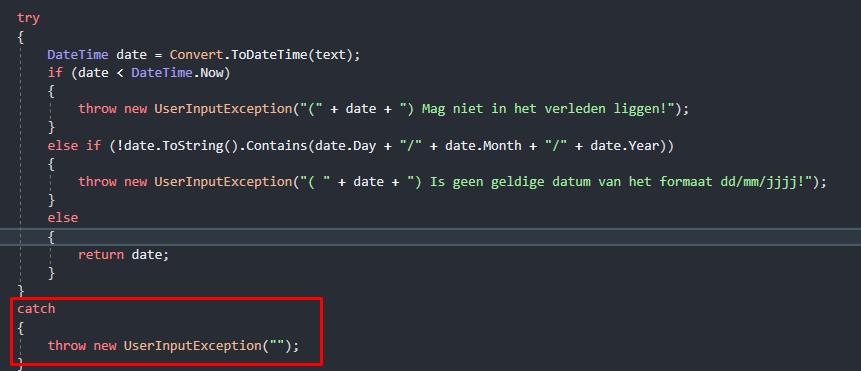 try
{
DateTime date = Convert.ToDateTime(text);
if (date < DateTime.Now)
{
throw new UserInputException("(" + date + ") Mag niet in het verleden liggen!");
}
else if (!date.ToString().Contains(date.Day + "/" + date.Month + "/" + date.Year))
{
throw new UserInputException("( " + date + ") Is geen geldige datum van het formaat dd/mm/jjjj!");
}
else
{
return date;
}
}
catch
{
throw new UserInputException("");
}